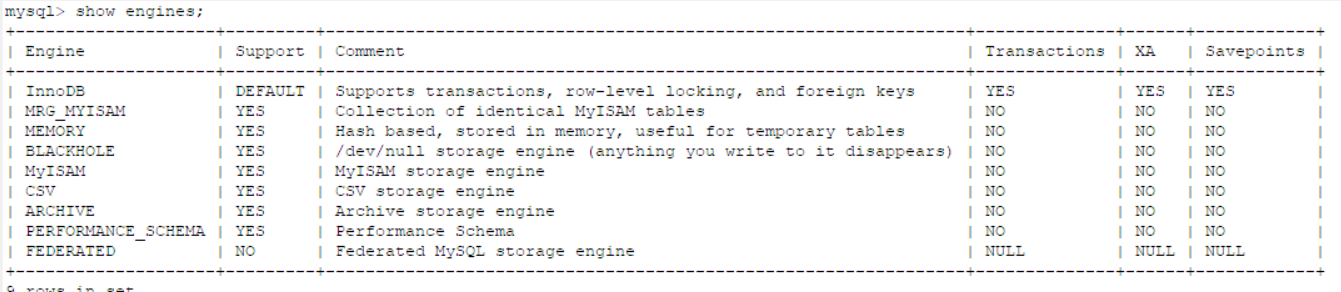 mysql> show engines;
+--------------------+---------+----------------------------------------------------------------+--------------+------+------------+
| Engine             | Support | Comment                                                        | Transactions | XA   | Savepoints |
+--------------------+---------+----------------------------------------------------------------+--------------+------+------------+
| InnoDB             | DEFAULT | Supports transactions, row-level locking, and foreign keys     | YES          | YES  | YES        |
| MRG_MYISAM         | YES     | Collection of identical MyISAM tables                          | NO           | NO   | NO         |
| MEMORY             | YES     | Hash based, stored in memory, useful for temporary tables      | NO           | NO   | NO         |
| BLACKHOLE          | YES     | /dev/null storage engine (anything you write to it disappears) | NO           | NO   | NO         |
| MyISAM             | YES     | MyISAM storage engine                                          | NO           | NO   | NO         |
| CSV                | YES     | CSV storage engine                                             | NO           | NO   | NO         |
| ARCHIVE            | YES     | Archive storage engine                                         | NO           | NO   | NO         |
| PERFORMANCE_SCHEMA | YES     | Performance Schema                                             | NO           | NO   | NO         |
| FEDERATED          | NO      | Federated MySQL storage engine                                 | NULL         | NULL | NULL       |
+--------------------+---------+----------------------------------------------------------------+--------------+------+------------+
9 rows in set